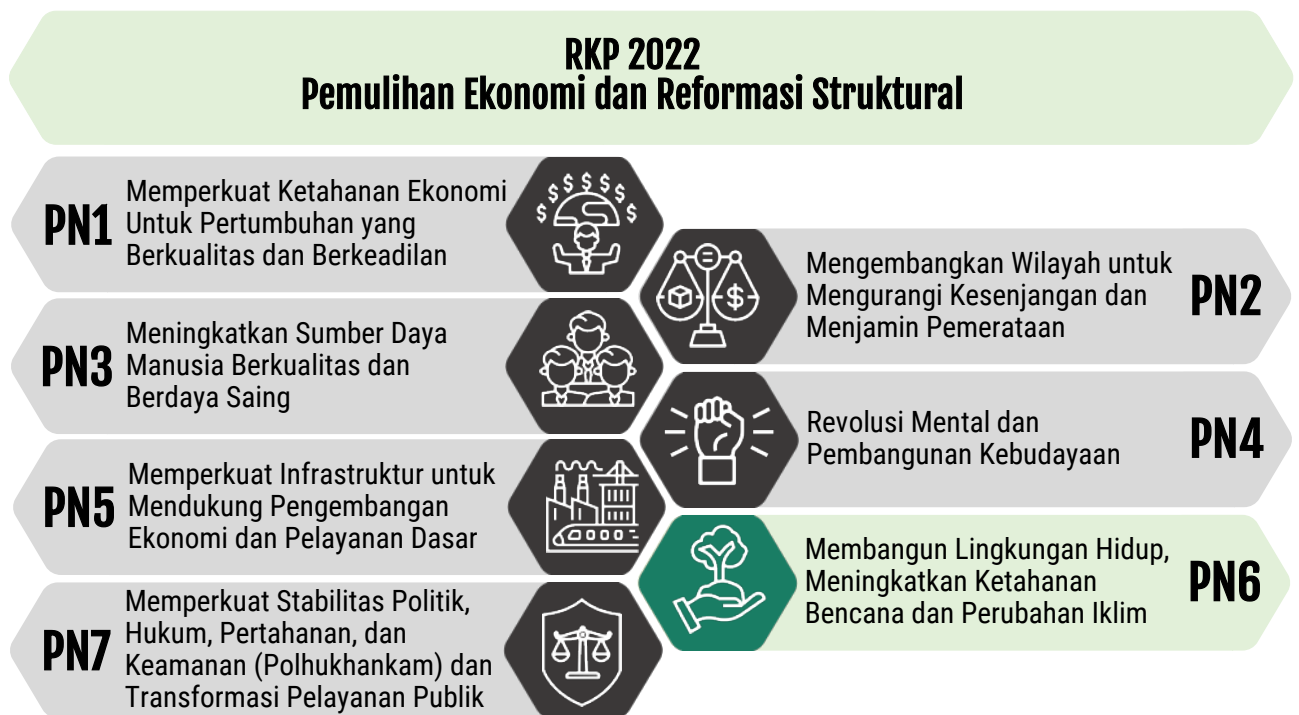 RKP 2022
Pemulihan Ekonomi dan Reformasi Struktural
PN1
Memperkuat Ketahanan Ekonomi
Untuk Pertumbuhan yang
Berkualitas dan Berkeadilan
Mengembangkan Wilayah untuk
Mengurangi Kesenjangan dan
Menjamin Pemerataan
PN2
PN3
Meningkatkan Sumber Daya
Manusia Berkualitas dan
Berdaya Saing
Revolusi Mental dan
Pembangunan Kebudayaan
PN4
PN5
Memperkuat Infrastruktur untuk
Mendukung Pengembangan
Ekonomi dan Pelayanan Dasar
Membangun Lingkungan Hidup,
Meningkatkan Ketahanan
Bencana dan Perubahan Iklim
PN6
PN7
Memperkuat Stabilitas Politik,
Hukum, Pertahanan, dan
Keamanan (Polhukhankam) dan
Transformasi Pelayanan Publik